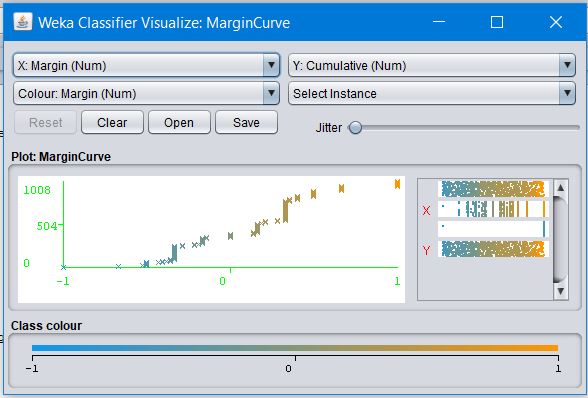 Weka Classifier Visualize: MarginCurve
X: Margin (Num) Y: Cumulative (Num)
Colour: Margin (Num) Select Instance
Reset Clear Open Save Jitter
Plot: MarginCurve
1008
504
0
-1 0 1
X
Y
Class colour
-1 0 1